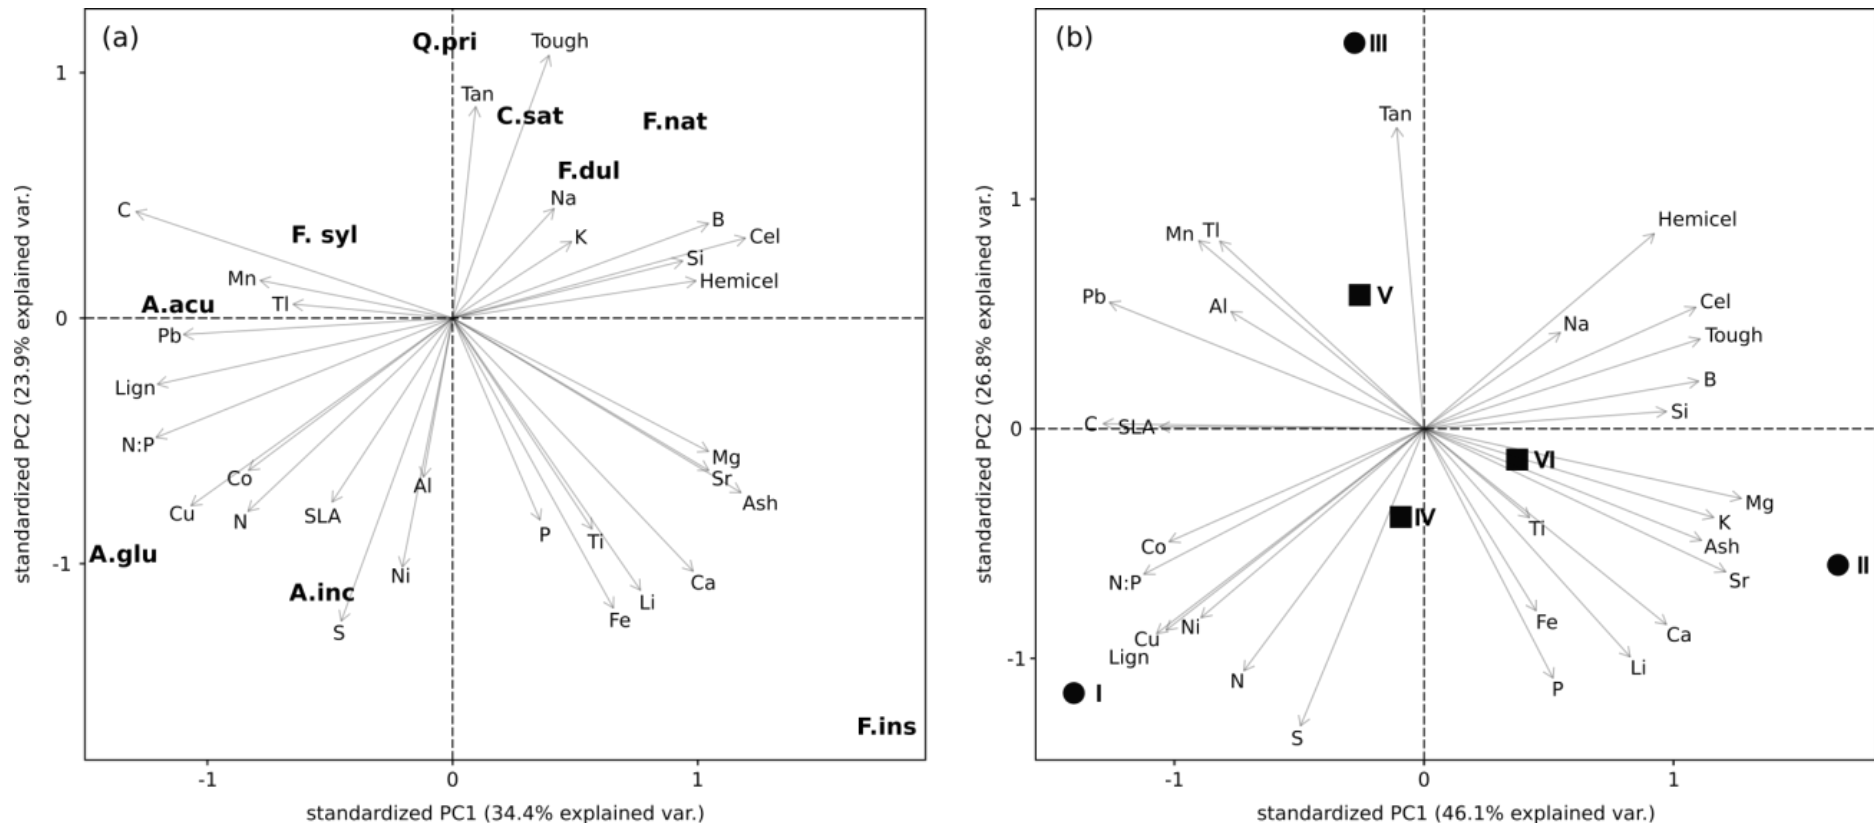 (a)
Q.pri
Tough
Tan
C.sat
F.nat
F.dul
Na
C
B
F. syl
K
Cel
Si
Mn
Hemicel
Tl
A.acu
Pb
Lign
N:P
Mg
Co
Sr
Al
Ash
Cu
N
SLA
P
Ti
A.glu
Ni
Ca
A.inc
Li
Fe
S
F.ins
1
0
-1
-1
0
1
standardized PC2 (23.9% explained var.)
standardized PC1 (34.4% explained var.)
(b)
III
Tan
Hemicel
Mn
Tl
Pb
V
Al
Cel
Na
Tough
B
Si
C
SLA
VI
Mg
IV
K
Ti
Co
Ash
II
N:P
Sr
Fe
Ni
Cu
Ca
Lign
Li
N
P
I
S
1
0
-1
-1
0
1
standardized PC2 (26.8% explained var.)
standardized PC1 (46.1% explained var.)